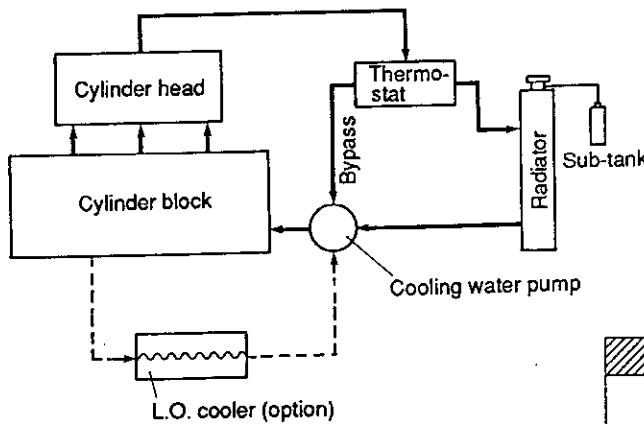 Cylinder head
Thermo-
stat
Bypass
Radiator
Sub-tank
Cylinder block
Cooling water pump
L.O. cooler (option)